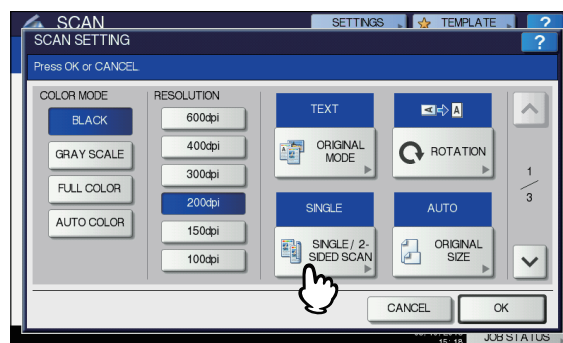 SCAN
SETTINGS
TEMPLATE
?
SCAN SETTING
?
Press OK or CANCEL
COLOR MODE
BLACK
GRAY SCALE
FULL COLOR
AUTO COLOR
RESOLUTION
600dpi
400dpi
300dpi
200dpi
150dpi
100dpi
TEXT
ORIGINAL
MODE
A A
ROTATION
SINGLE
SINGLE / 2-
SIDED SCAN
AUTO
ORIGINAL
SIZE
1
3
CANCEL
OK
15:18
JOB STATUS